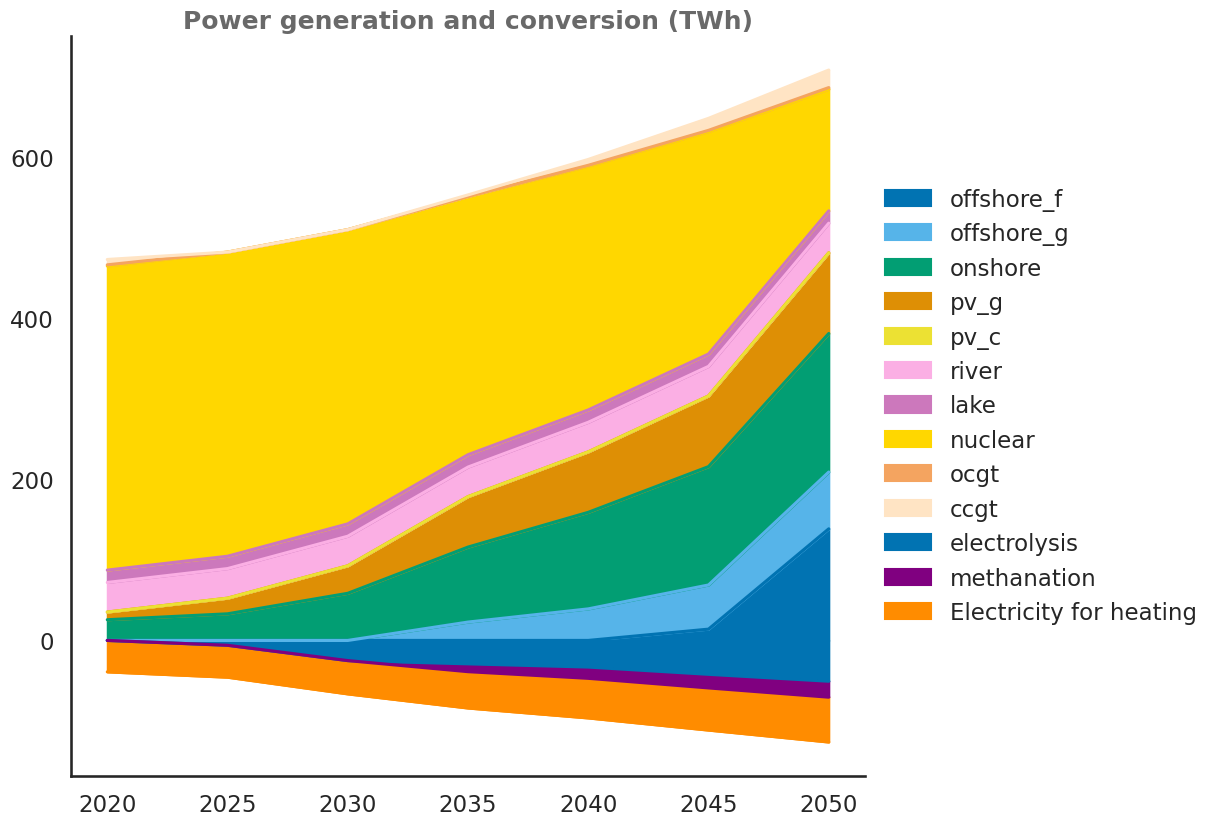 Power generation and conversion (TWh)
600
400
200
0
2020 2025 2030 2035 2040 2045 2050
offshore_f
offshore_g
onshore
pv_g
pv_c
river
lake
nuclear
ocgt
ccgt
electrolysis
methanation
Electricity for heating